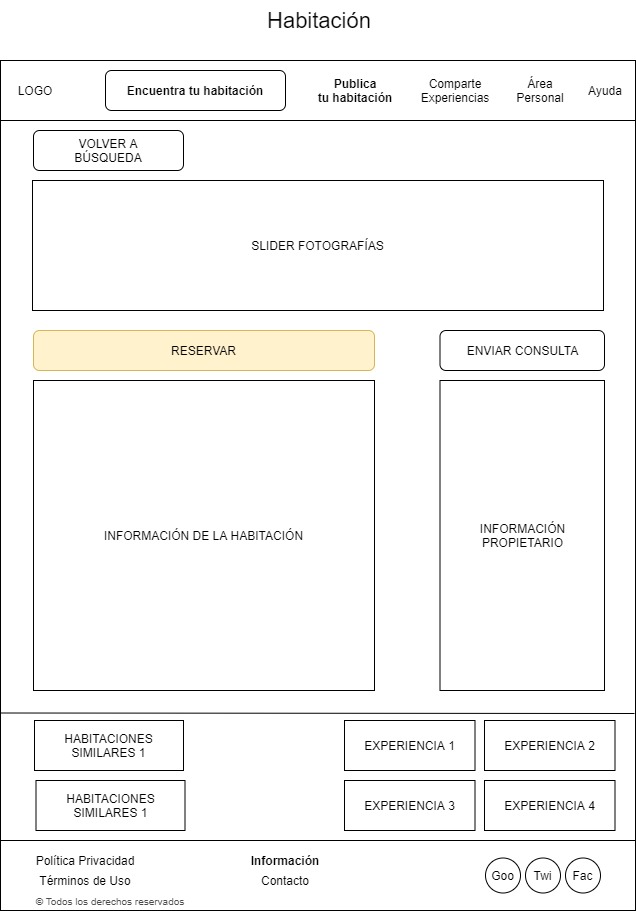 Habitación
LOGO
Encuentra tu habitación
Publica
tu habitación
Comparte
Experiencias
Área
Personal
Ayuda
VOLVER A
BÚSQUEDA
SLIDER FOTOGRAFÍAS
RESERVAR
ENVIAR CONSULTA
INFORMACIÓN DE LA HABITACIÓN
INFORMACIÓN
PROPIETARIO
HABITACIONES
SIMILARES 1
EXPERIENCIA 1
EXPERIENCIA 2
HABITACIONES
SIMILARES 1
EXPERIENCIA 3
EXPERIENCIA 4
Política Privacidad
Términos de Uso
© Todos los derechos reservados
Información
Contacto
Goo
Twi
Fac